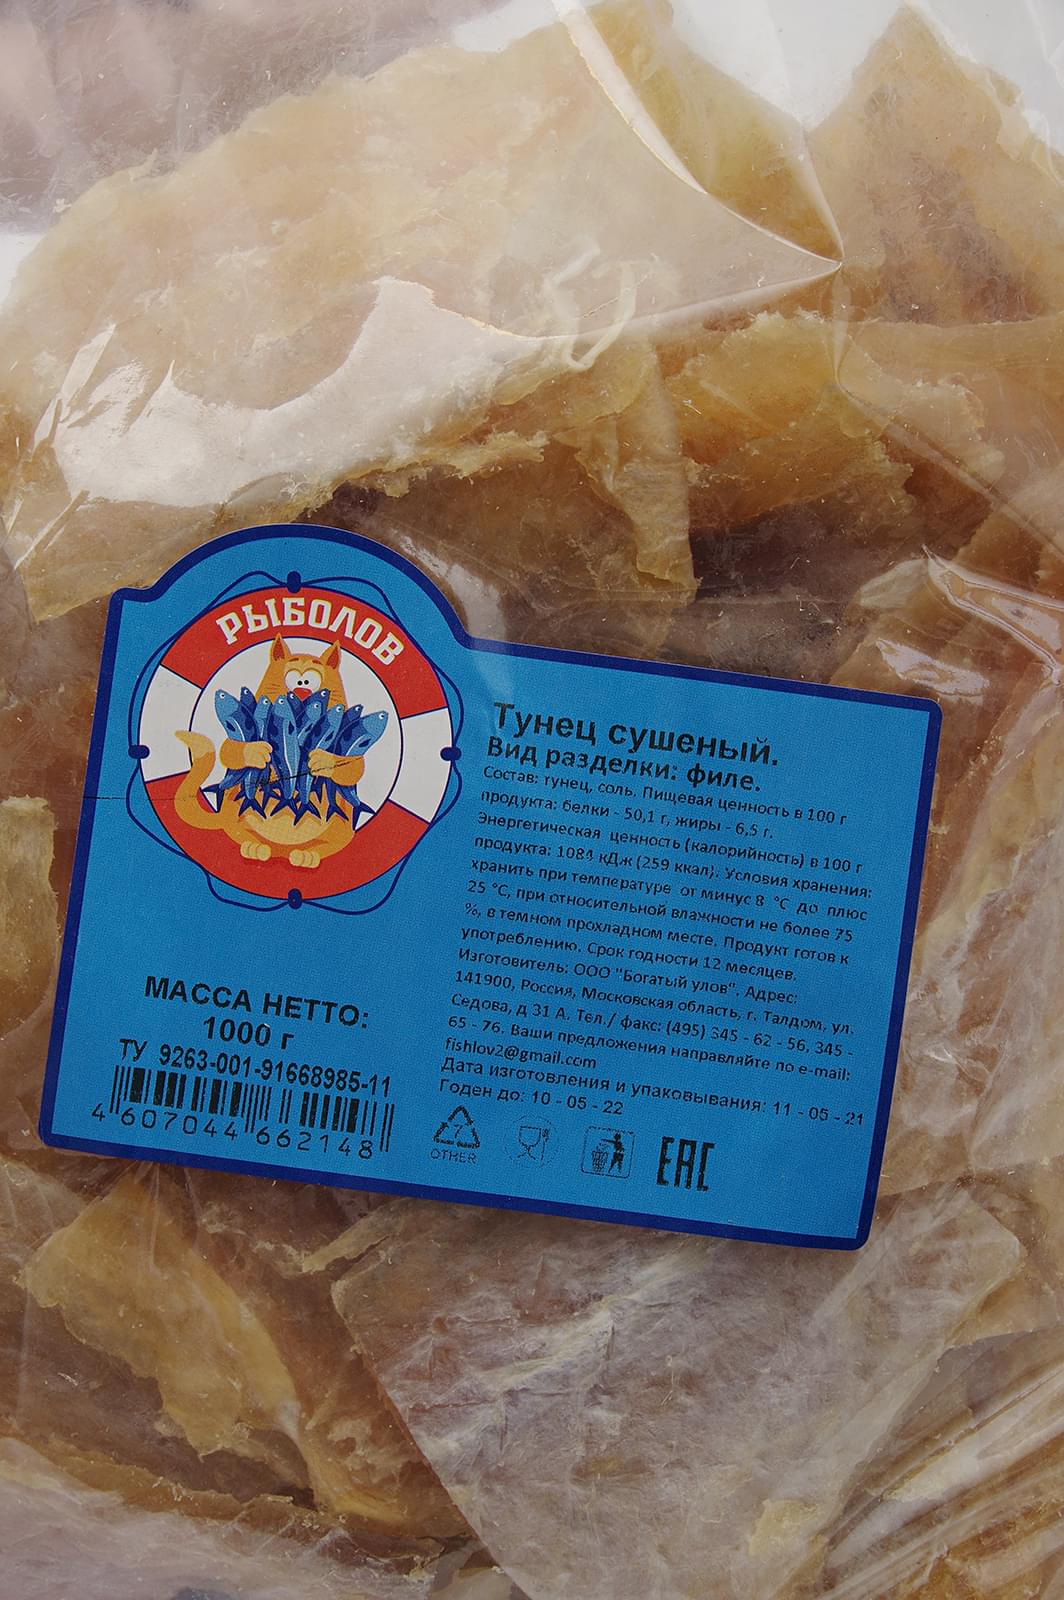 РЫБОЛОВ
Тунец сушеный.
Вид разделки: филе.
Состав: тунец, соль. Пищевая ценность в 100 г
продукта: белки - 50,1 г, жиры - 6,5 г.
Энергетическая ценность (калорийность) в 100 г
продукта: 1084 кДж (259 ккал). Условия хранения:
хранить при температуре от минус 8 °С до плюс
25 °С, при относительной влажности не более 75
%, в темном прохладном месте. Продукт готов к
употреблению. Срок годности 12 месяцев.
Изготовитель: ООО "Богатый улов". Адрес:
141900, Россия, Московская область, г. Талдом, ул.
Седова, д 31 А. Тел./ факс: (495) 345 - 62 - 56, 345 -
65 - 76. Ваши предложения направляйте по e-mail:
fishlov2@gmail.com
Дата изготовления и упаковывания: 11 - 05 - 21
Годен до: 10 - 05 - 22
МАССА НЕТТО:
1000 г
ТУ 9263-001-91668985-11
4 607044 662148
7
OTHER
EAC